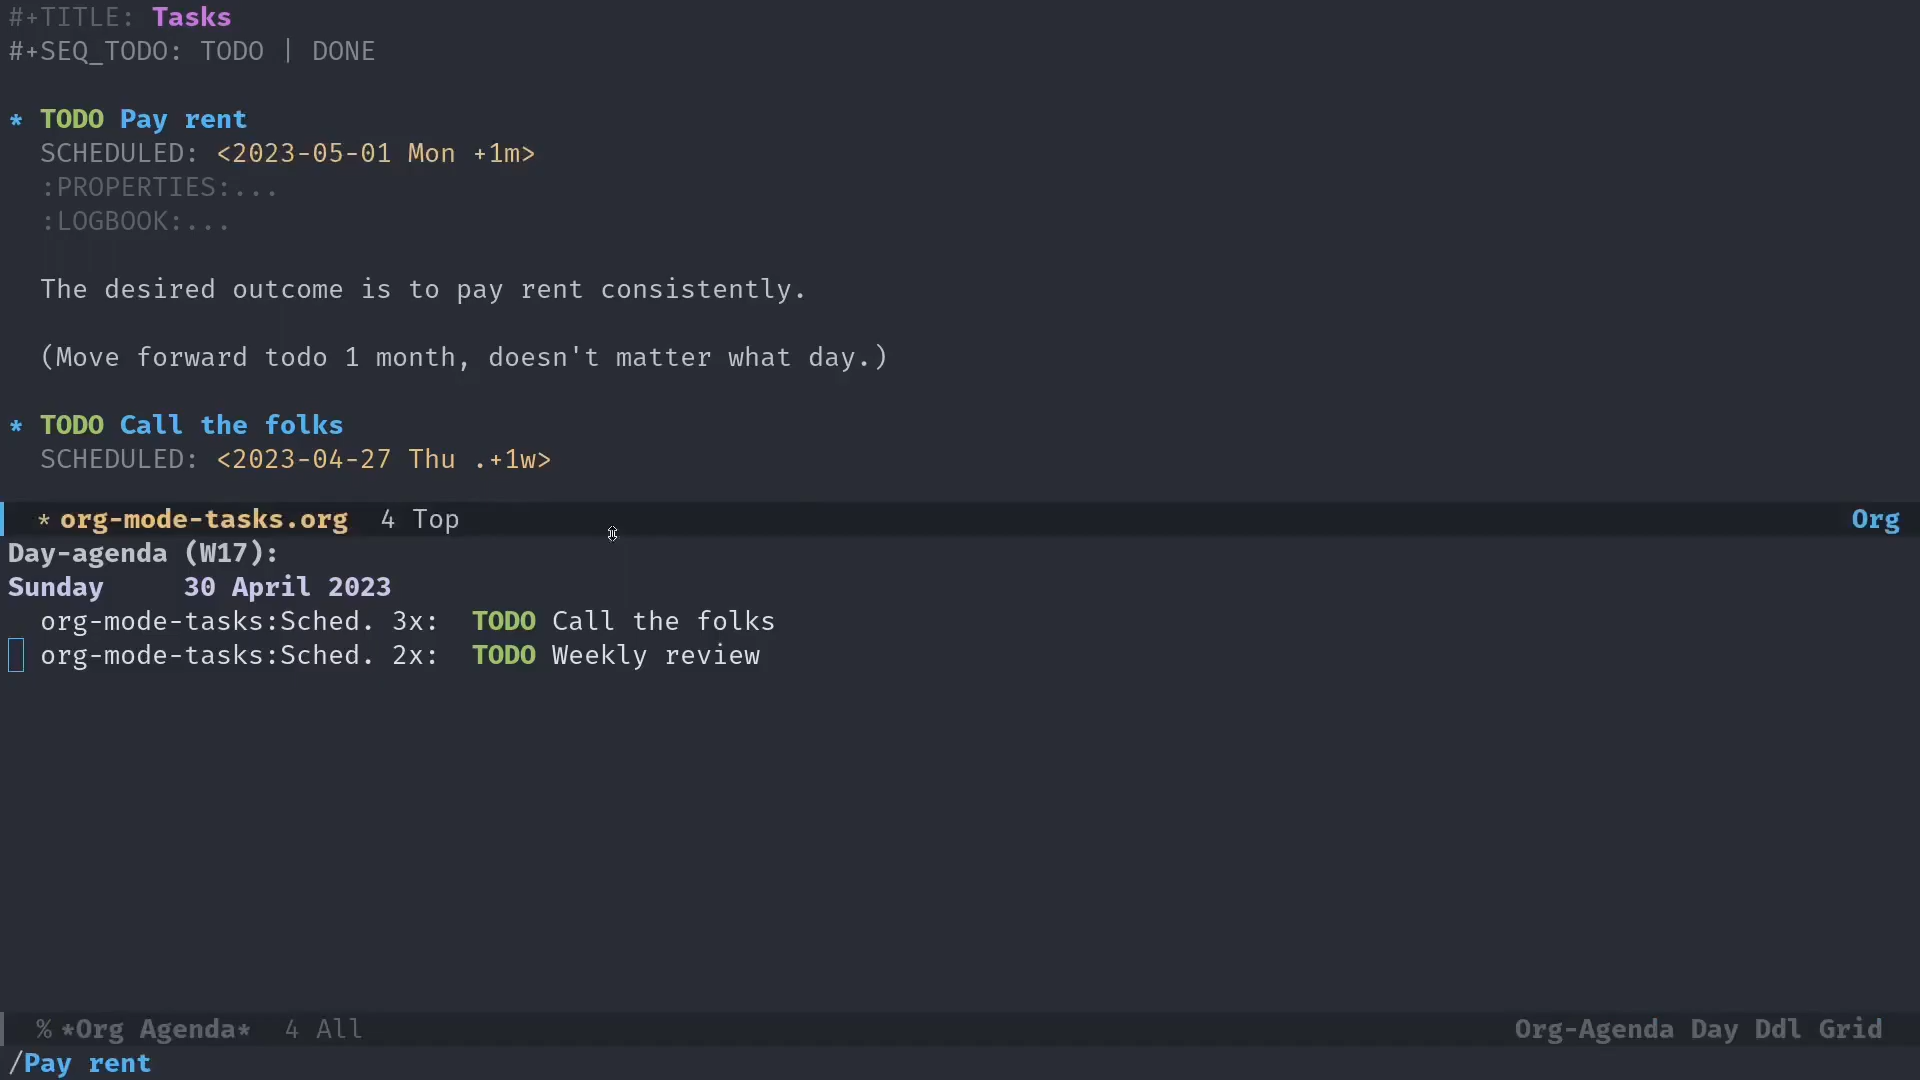 #+TITLE: Tasks
#+SEQ_TODO: TODO | DONE
* TODO Pay rent
SCHEDULED: <2023-05-01 Mon +1m>
:PROPERTIES:...
:LOGBOOK:...
The desired outcome is to pay rent consistently.
(Move forward todo 1 month, doesn't matter what day.)
* TODO Call the folks
SCHEDULED: <2023-04-27 Thu .+1w>
* org-mode-tasks.org 4 Top Org
Day-agenda (W17):
Sunday 30 April 2023
org-mode-tasks:Sched. 3x: TODO Call the folks
org-mode-tasks:Sched. 2x: TODO Weekly review
% *Org Agenda* 4 All Org-Agenda Day Ddl Grid
/Pay rent